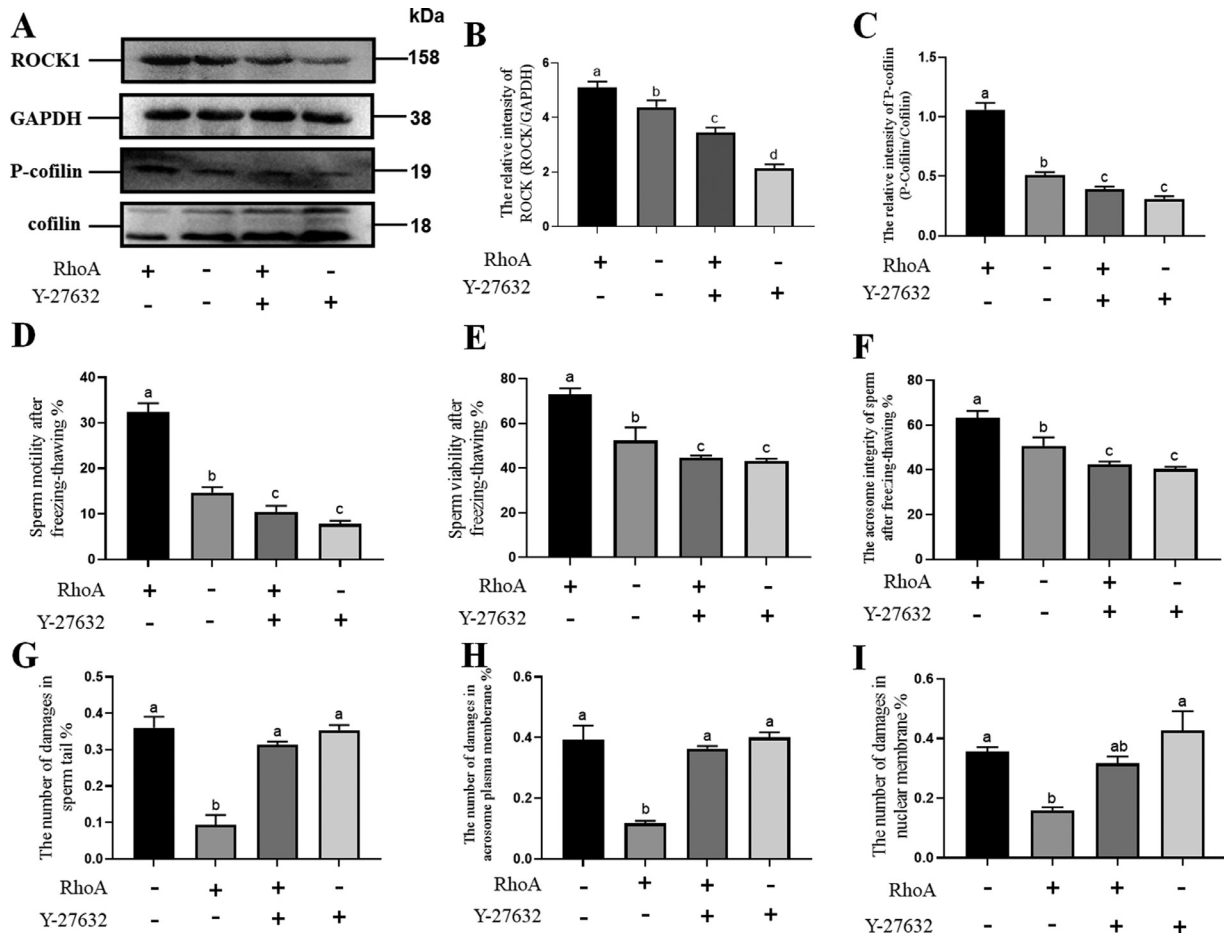 A
kDa
ROCK1
158
GAPDH
38
P-cofilin
19
cofilin
18
RhoA + - + -
Y-27632 - - + +
B
The relative intensity of
ROCK (ROCK/GAPDH)
6
4
2
0
a
b
c
d
RhoA + - + -
Y-27632 - - + +
C
The relative intensity of P-cofilin
(P-Cofilin/Cofilin)
1.5
1.0
0.5
0.0
a
b
c
c
RhoA + - + -
Y-27632 - - + +
D
Sperm motility after
freezing-thawing %
40
30
20
10
0
a
b
c
c
RhoA + - + -
Y-27632 - - + +
E
Sperm viability after
freezing-thawing %
80
60
40
20
0
a
b
c
c
RhoA + - + -
Y-27632 - - + +
F
The acrosome integrity of sperm
after freezing-thawing %
80
60
40
20
0
a
b
c
c
RhoA + - + -
Y-27632 - - + +
G
The number of damages in
sperm tail %
0.5
0.4
0.3
0.2
0.1
0.0
a
b
a
a
RhoA - + + -
Y-27632 - - + +
H
The number of damages in
acrosome plasma memberane %
0.6
0.4
0.2
0.0
a
b
a
a
RhoA - + + -
Y-27632 - - + +
I
The number of damages in
nuclear membrane %
0.6
0.4
0.2
0.0
a
b
ab
a
RhoA - + + -
Y-27632 - - + +